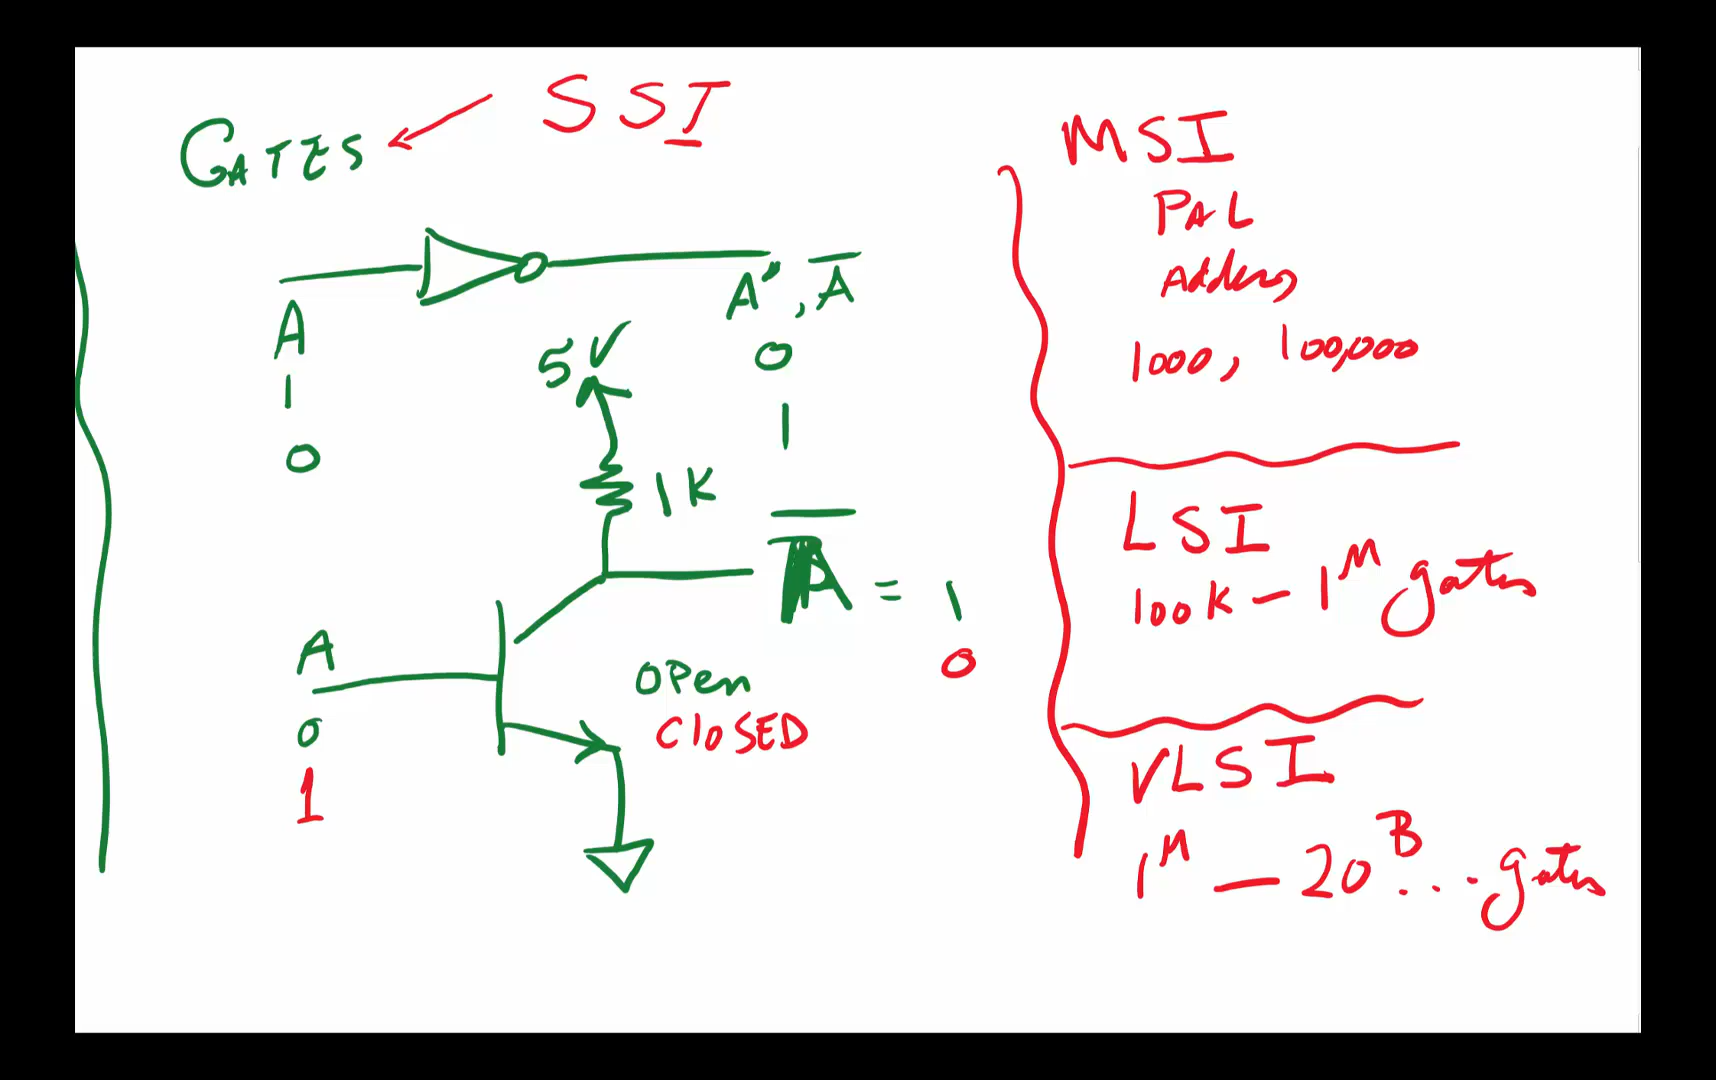 GATES
SSI
A
1
0
A', A̅
0
1
5V
1K
A̅ = 1
0
A
0
1
OPen
CloSED
MSI
PAL
Adders
1000, 100,000
LSI
100K - 1M gates
VLSI
1M - 20B ... gates